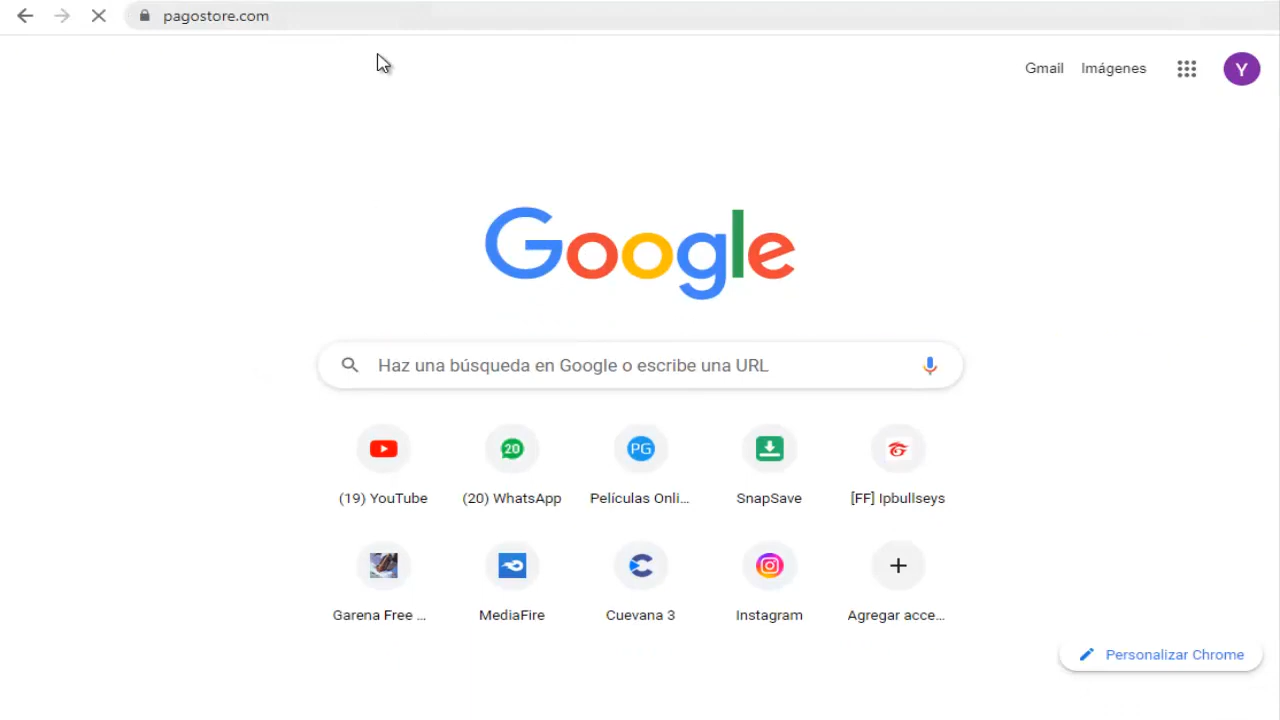 pagostore.com
Gmail Imágenes Y
Google
Haz una búsqueda en Google o escribe una URL
20 PG
(19) YouTube (20) WhatsApp Películas Onli... SnapSave [FF] Ipbullseys
Garena Free ... MediaFire Cuevana 3 Instagram Agregar acce...
Personalizar Chrome